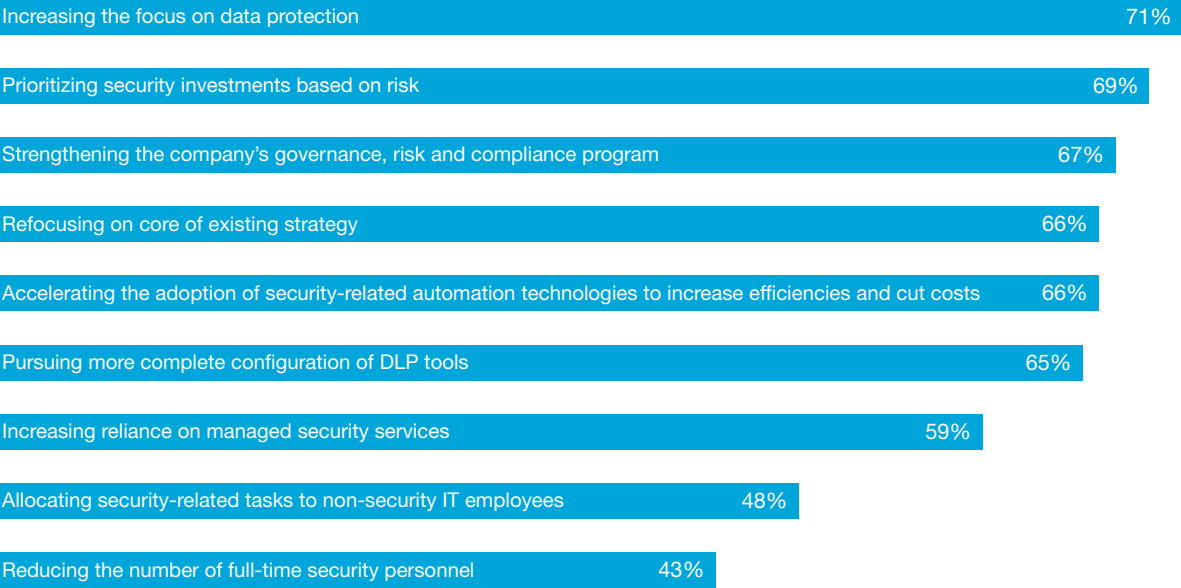 Increasing the focus on data protection 71%
Prioritizing security investments based on risk 69%
Strengthening the company’s governance, risk and compliance program 67%
Refocusing on core of existing strategy 66%
Accelerating the adoption of security-related automation technologies to increase efficiencies and cut costs 66%
Pursuing more complete configuration of DLP tools 65%
Increasing reliance on managed security services 59%
Allocating security-related tasks to non-security IT employees 48%
Reducing the number of full-time security personnel 43%